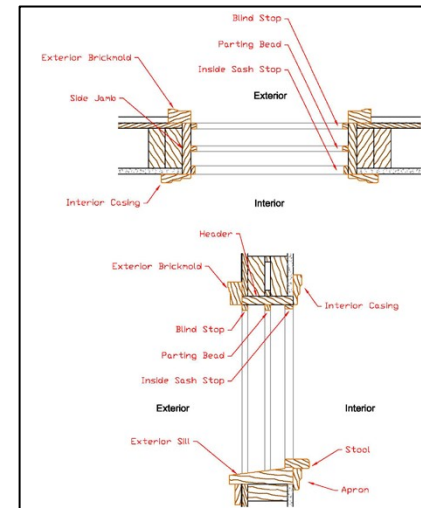 Blind Stop
Parting Bead
Exterior Brickmold
Inside Sash Stop
Exterior
Side Jamb
Interior Casing
Interior
Header
Exterior Brickmold
Interior Casing
Blind Stop
Parting Bead
Inside Sash Stop
Exterior
Interior
Exterior Sill
Stool
Apron